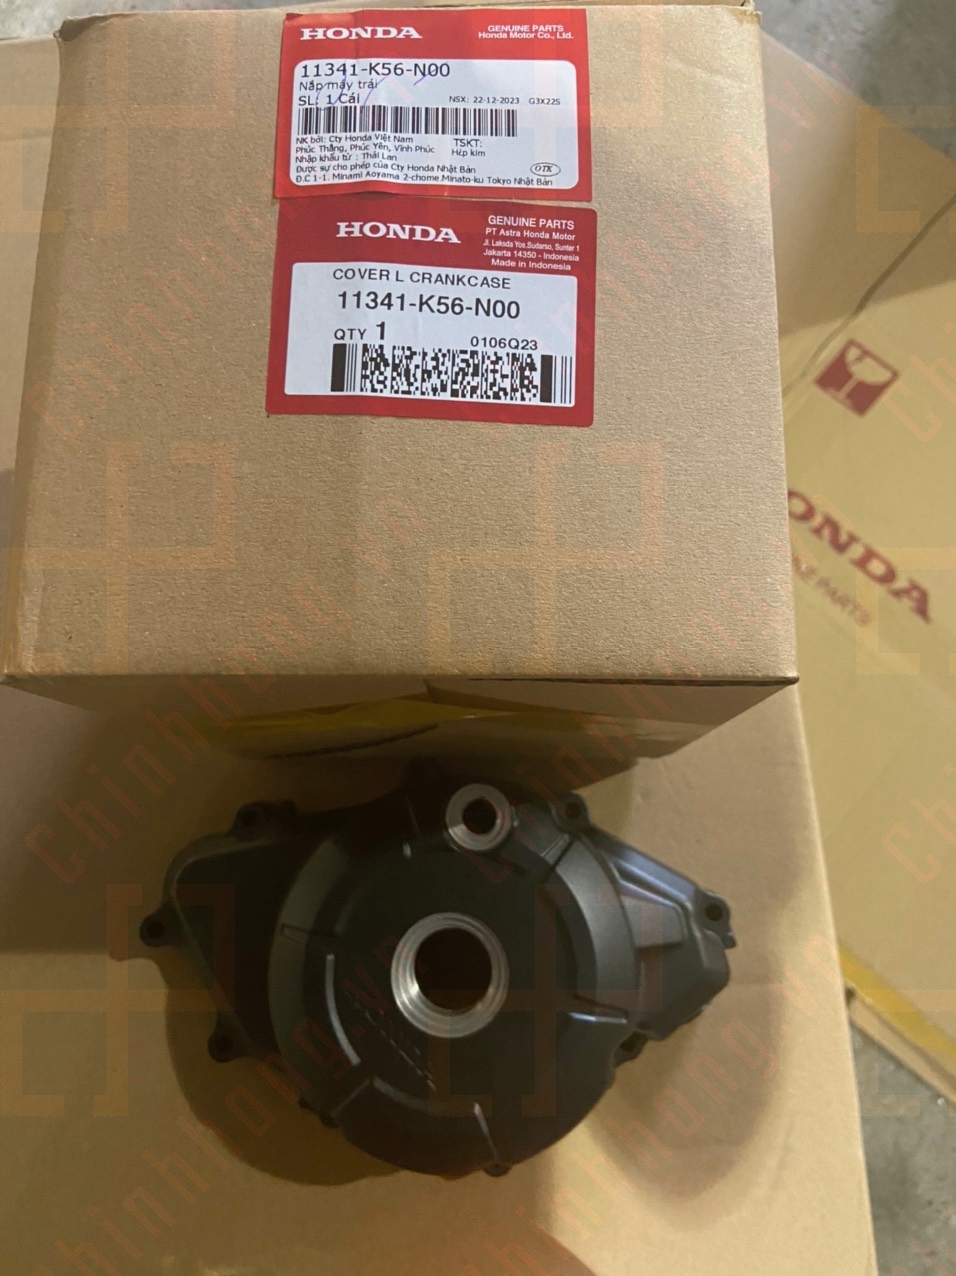 HONDA
GENUINE PARTS
Honda Motor Co., Ltd.
11341-K56-N00
Nắp máy trái
SL: 1 Cái
NSX: 22-12-2023 G3X22S
NK bởi: Cty Honda Việt Nam
Phúc Thắng, Phúc Yên, Vĩnh Phúc
TSKT:
Hợp kim
Nhập khẩu từ : Thái Lan
Được sự cho phép của Cty Honda Nhật Bản
OTK
Đ.C 1-1. Minami Aoyama 2-chome Minato-ku Tokyo Nhật Bản
HONDA
GENUINE PARTS
PT Astra Honda Motor
Jl. Laksda Yos.Sudarso, Sunter 1
Jakarta 14350 - Indonesia
Made in Indonesia
COVER L CRANKCASE
11341-K56-N00
QTY 1
0106Q23
ONDA
INE PARTS
chinhhong.vn